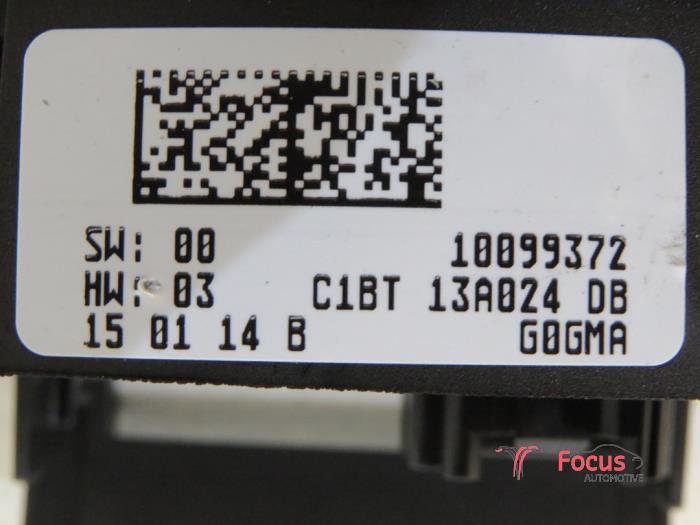 SW: 00 10099372
HW: 03 C1BT 13A024 DB
15 01 14 B G0GMA
Focus
AUTOMOTIVE